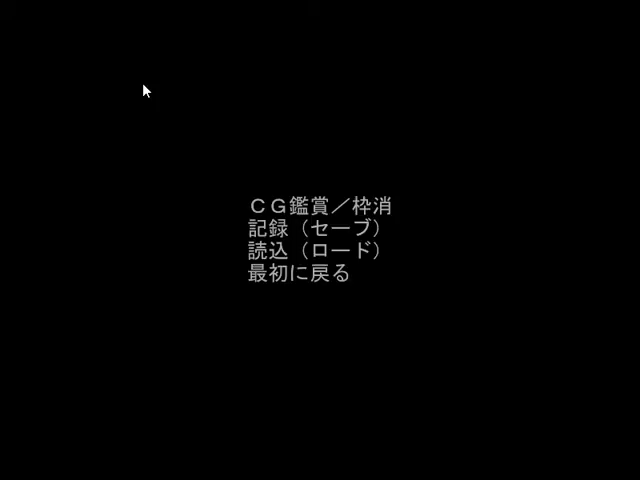 ＣＧ鑑賞／枠消
記録（セーブ）
読込（ロード）
最初に戻る